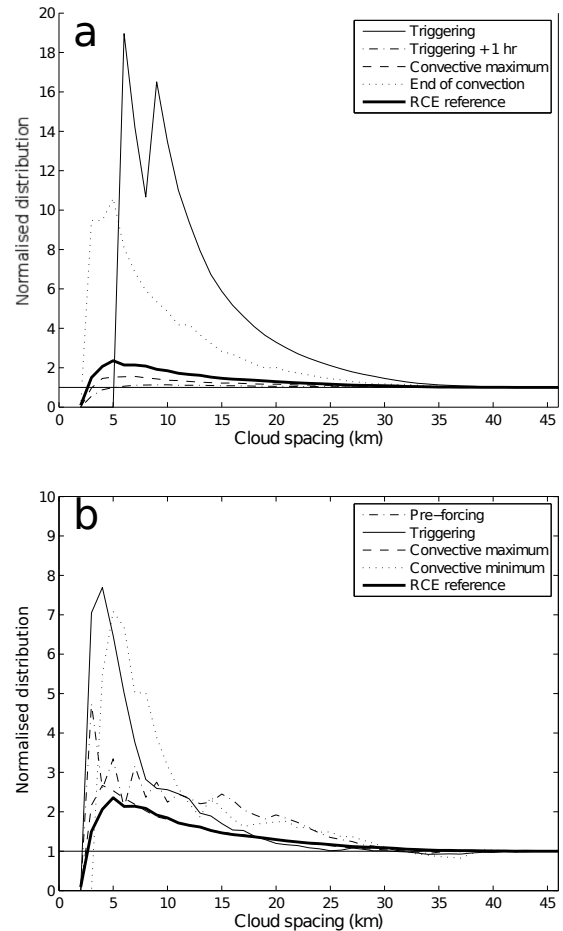 a
Triggering
Triggering +1 hr
Convective maximum
End of convection
RCE reference
Normalised distribution
20
18
16
14
12
10
8
6
4
2
0
0 5 10 15 20 25 30 35 40 45
Cloud spacing (km)
b
Pre−forcing
Triggering
Convective maximum
Convective minimum
RCE reference
Normalised distribution
10
9
8
7
6
5
4
3
2
1
0
0 5 10 15 20 25 30 35 40 45
Cloud spacing (km)